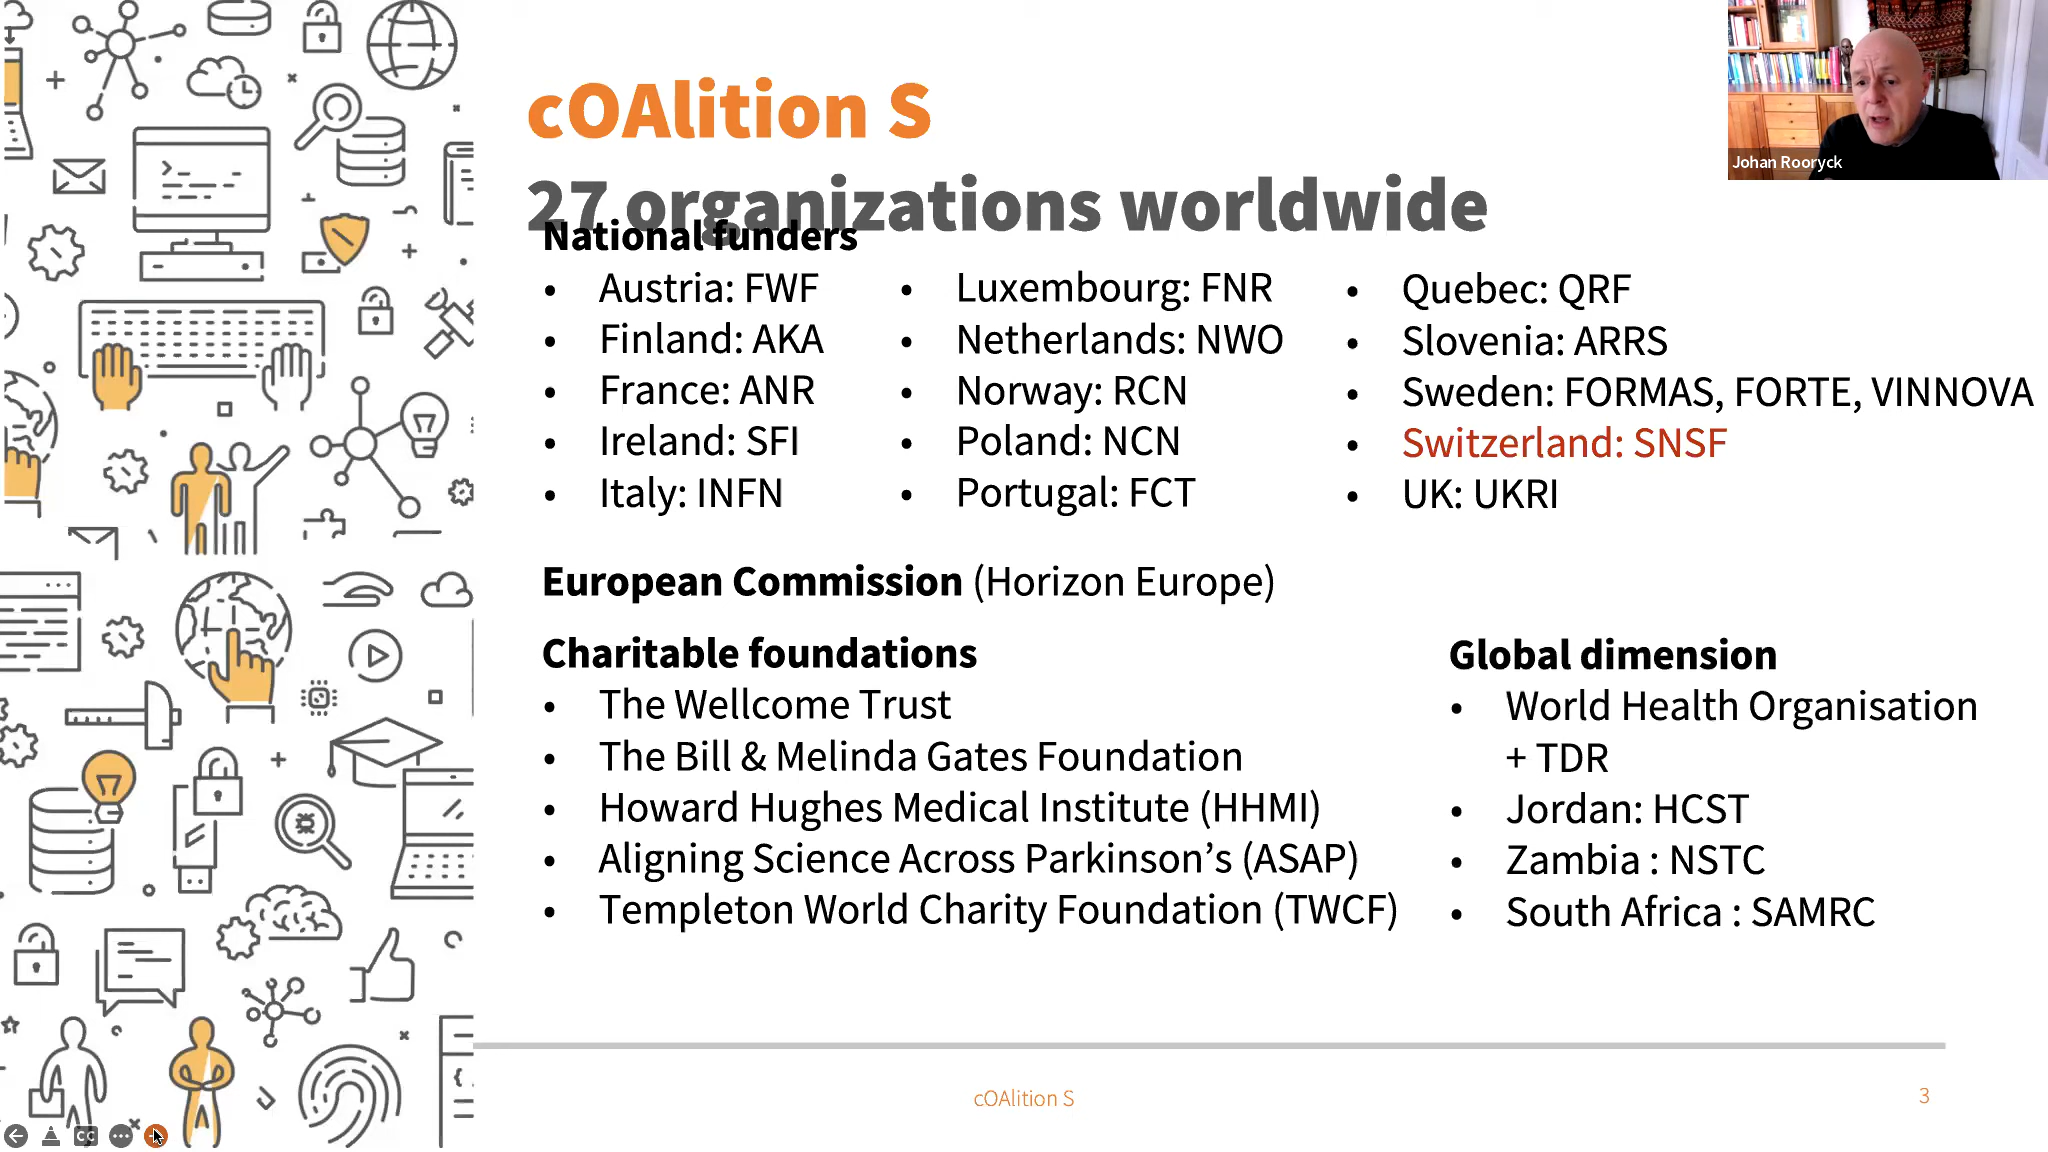 cOAlition S
27 organizations worldwide
National funders
• Austria: FWF
• Finland: AKA
• France: ANR
• Ireland: SFI
• Italy: INFN
• Luxembourg: FNR
• Netherlands: NWO
• Norway: RCN
• Poland: NCN
• Portugal: FCT
• Quebec: QRF
• Slovenia: ARRS
• Sweden: FORMAS, FORTE, VINNOVA
• Switzerland: SNSF
• UK: UKRI
European Commission (Horizon Europe)
Charitable foundations
• The Wellcome Trust
• The Bill & Melinda Gates Foundation
• Howard Hughes Medical Institute (HHMI)
• Aligning Science Across Parkinson’s (ASAP)
• Templeton World Charity Foundation (TWCF)
Global dimension
• World Health Organisation
+ TDR
• Jordan: HCST
• Zambia : NSTC
• South Africa : SAMRC
Johan Rooryck
cOAlition S
3
CC